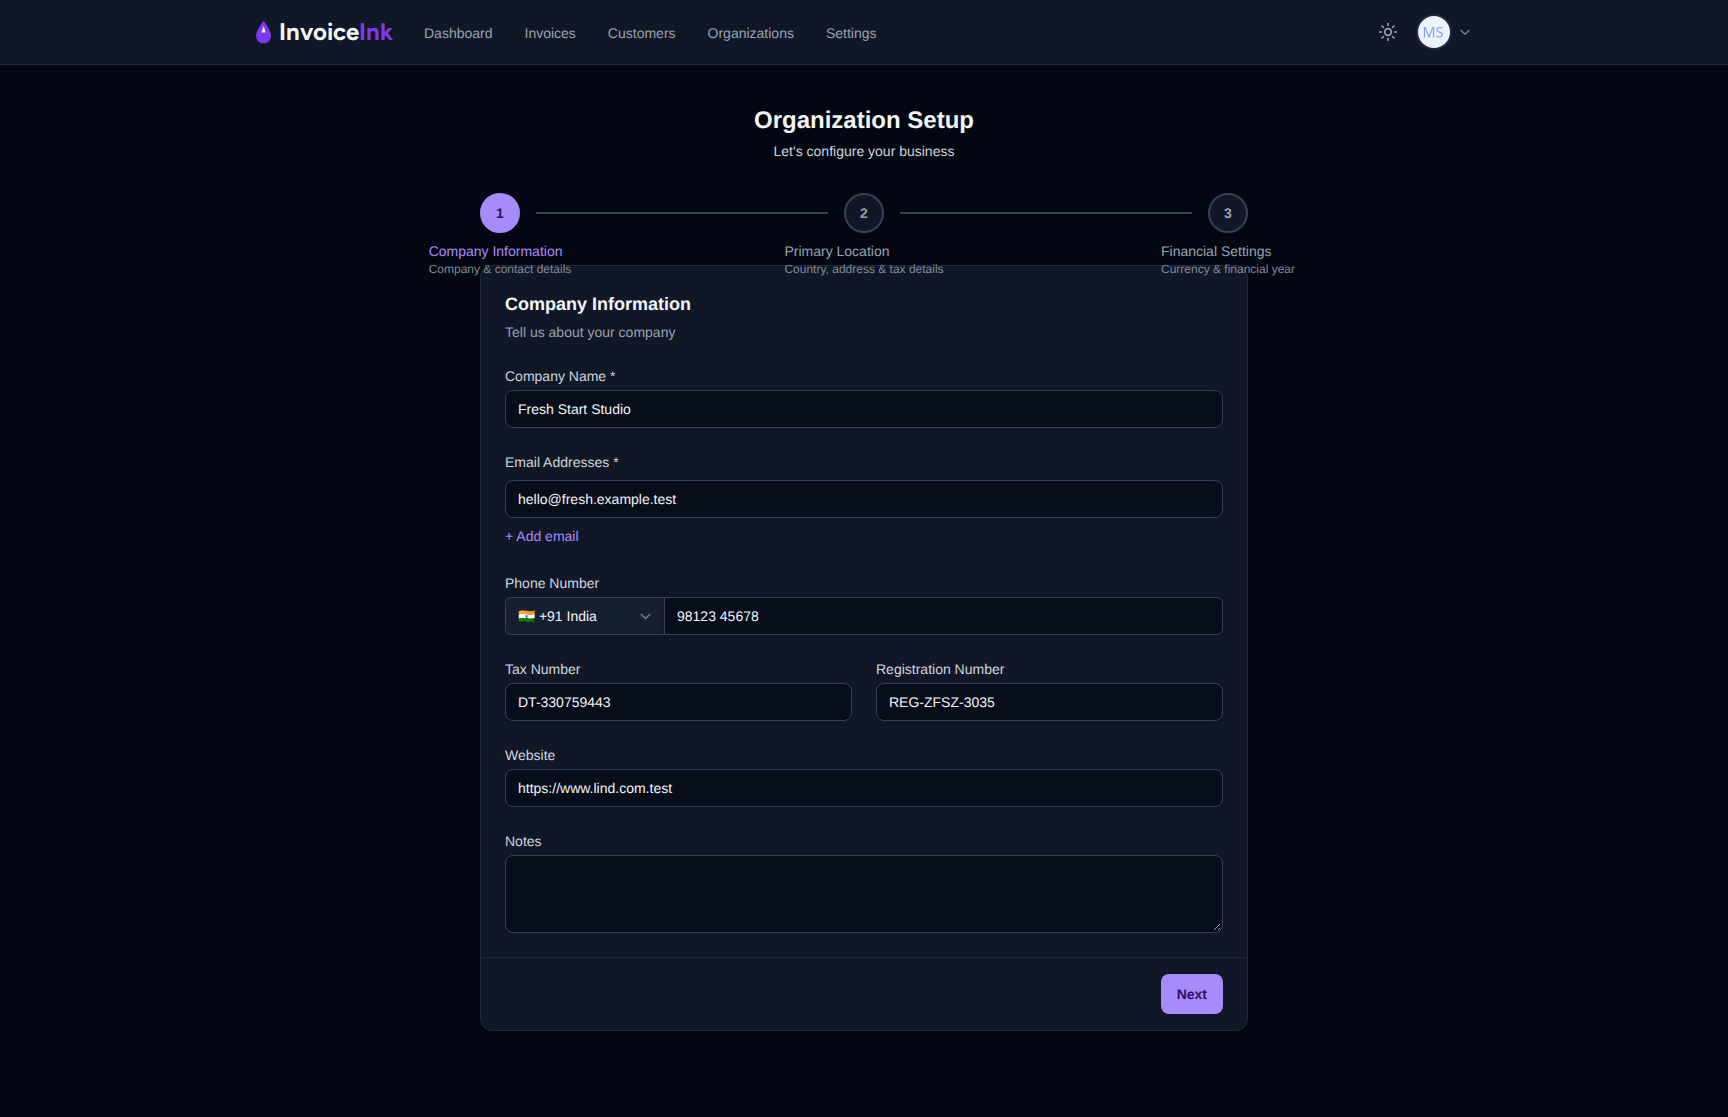 InvoiceInk
Dashboard
Invoices
Customers
Organizations
Settings
MS
Organization Setup
Let's configure your business
1
2
3
Company Information
Company & contact details
Primary Location
Country, address & tax details
Financial Settings
Currency & financial year
Company Information
Tell us about your company
Company Name *
Fresh Start Studio
Email Addresses *
hello@fresh.example.test
+ Add email
Phone Number
🇮🇳 +91 India
98123 45678
Tax Number
Registration Number
DT-330759443
REG-ZFSZ-3035
Website
https://www.lind.com.test
Notes
Next